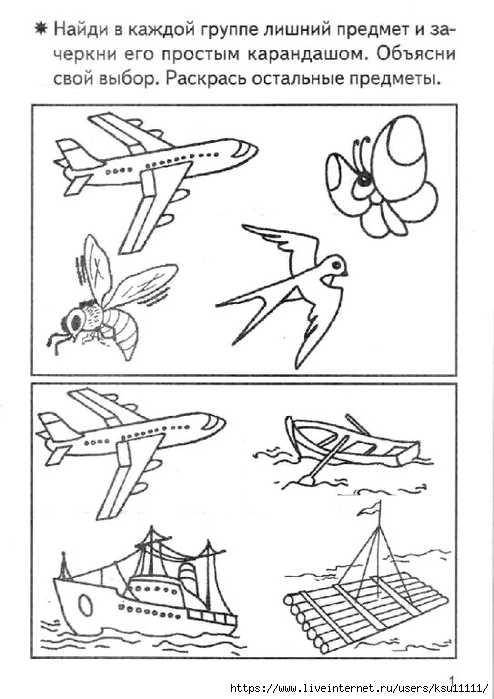 ✷ Найди в каждой группе лишний предмет и за-
черкни его простым карандашом. Объясни
свой выбор. Раскрась остальные предметы.
1
https://www.liveinternet.ru/users/ksu11111/